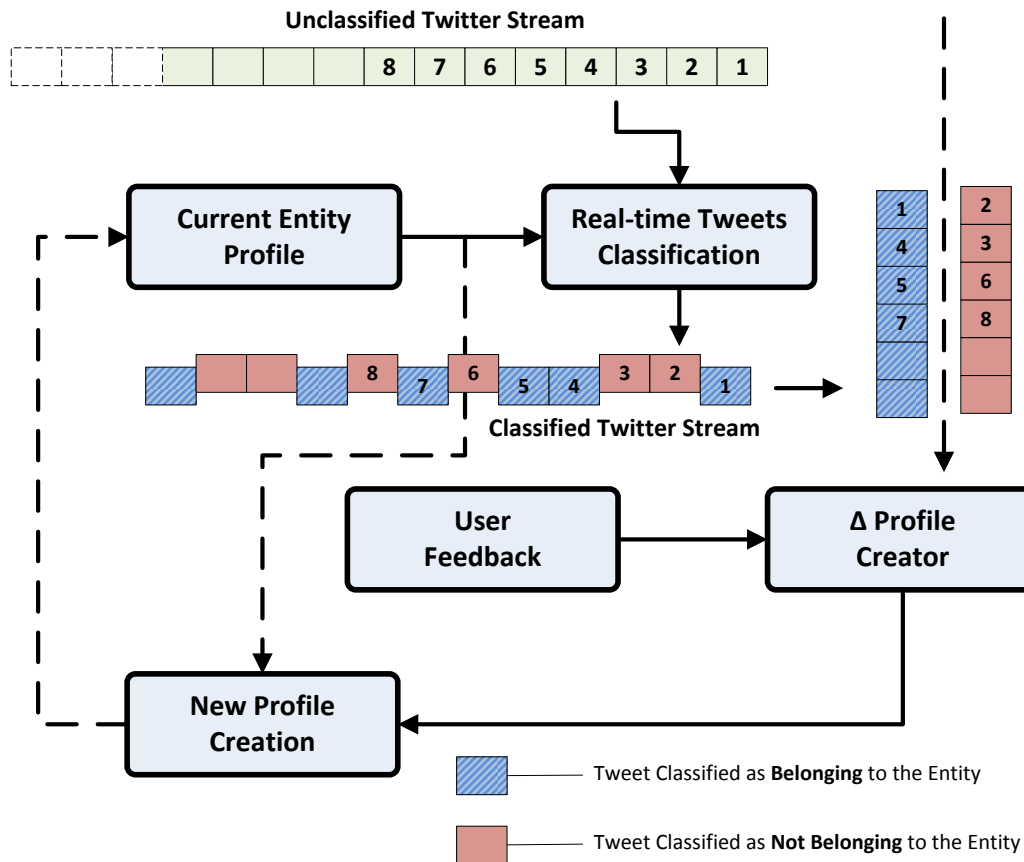 Unclassified Twitter Stream
8 7 6 5 4 3 2 1
Current Entity
Profile
Real-time Tweets
Classification
1
4
5
7
2
3
6
8
8 7 6 5 4 3 2 1
Classified Twitter Stream
User
Feedback
Δ Profile
Creator
New Profile
Creation
Tweet Classified as Belonging to the Entity
Tweet Classified as Not Belonging to the Entity